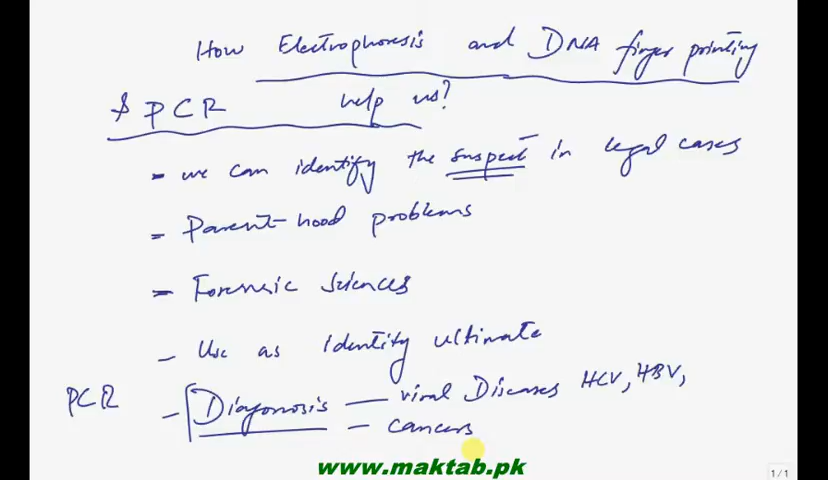 How Electrophoresis and DNA finger printing
& PCR help us?
- we can identify the suspect in legal cases
- Parent-hood problems
- Forensic Sciences
- Use as identity ultimate
PCR - Diagonosis - viral Diseases HCV, HBV,
- cancers
www.maktab.pk
1/1